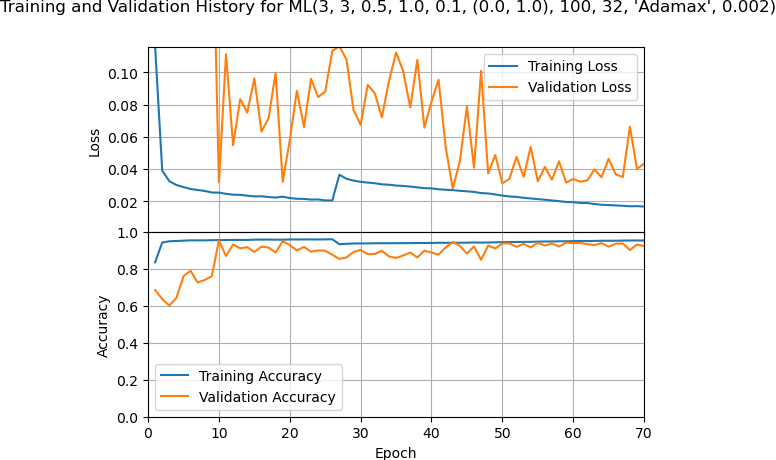 Training and Validation History for ML(3, 3, 0.5, 1.0, 0.1, (0.0, 1.0), 100, 32, 'Adamax', 0.002)
Loss
0.10
0.08
0.06
0.04
0.02
Training Loss
Validation Loss
Accuracy
1.0
0.8
0.6
0.4
0.2
0.0
Training Accuracy
Validation Accuracy
0 10 20 30 40 50 60 70
Epoch